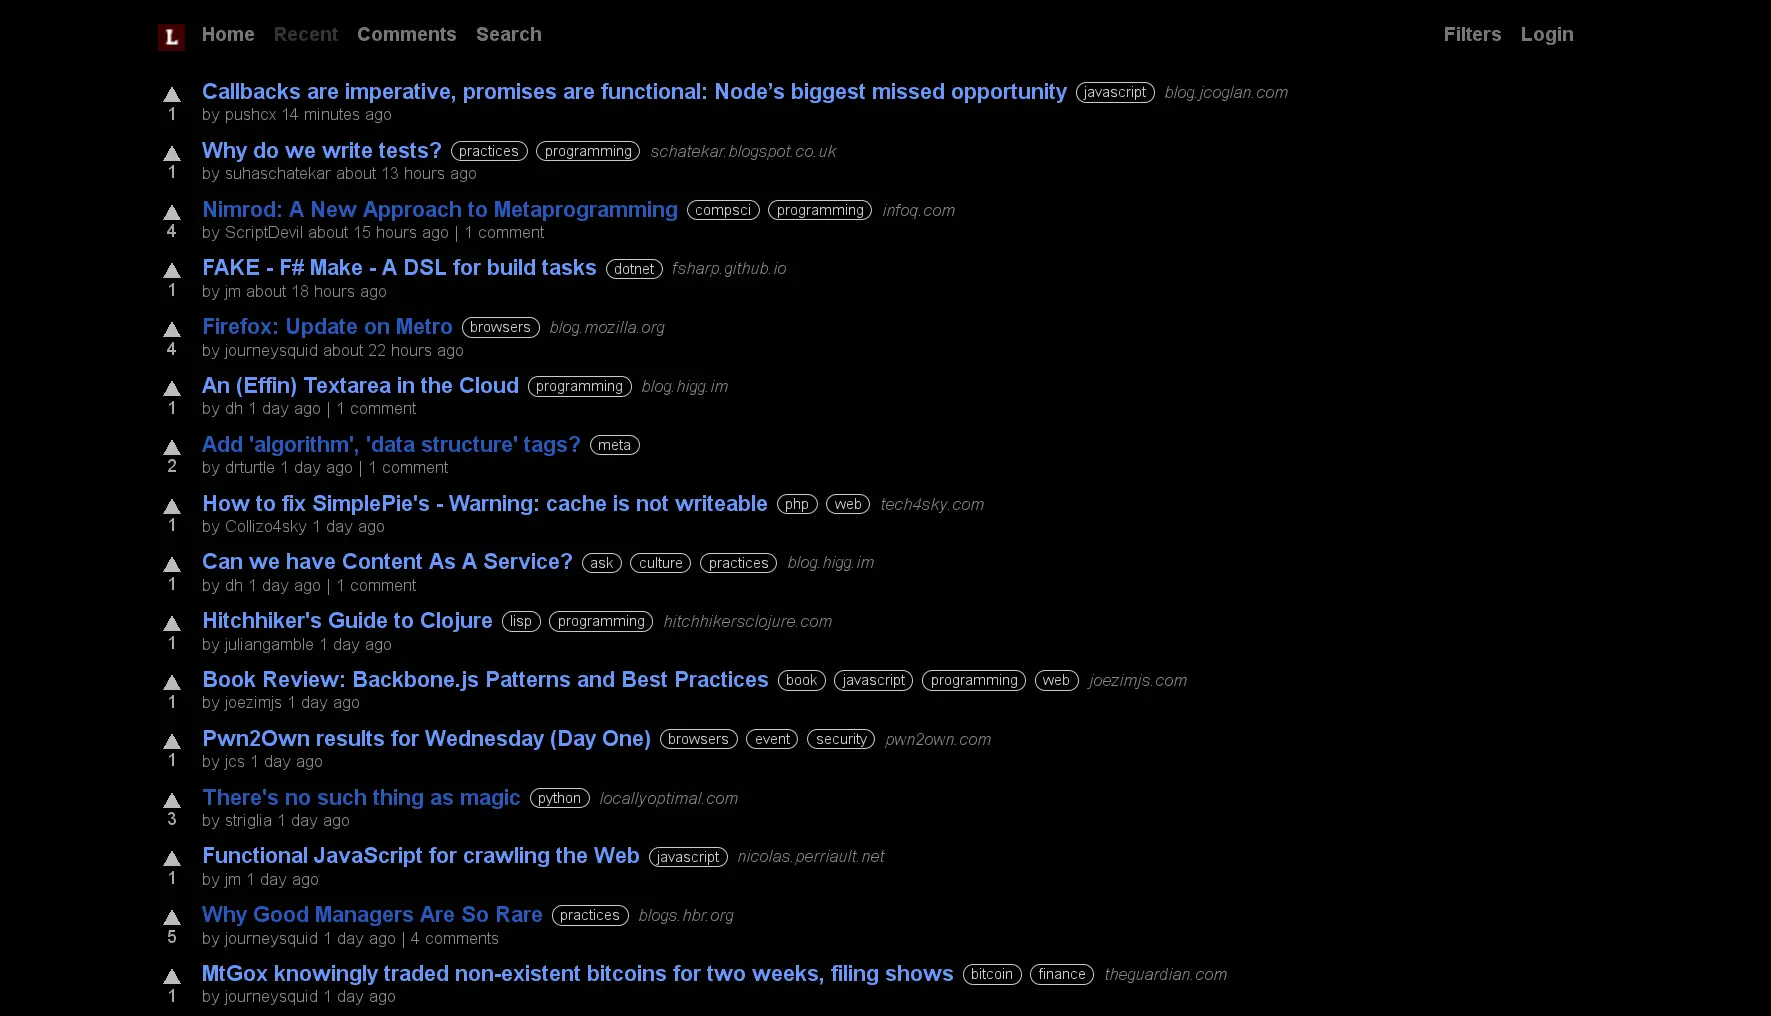 L Home Recent Comments Search Filters Login
Callbacks are imperative, promises are functional: Node’s biggest missed opportunity javascript blog.jcoglan.com
1 by pushcx 14 minutes ago
Why do we write tests? practices programming schatekar.blogspot.co.uk
1 by suhaschatekar about 13 hours ago
Nimrod: A New Approach to Metaprogramming compsci programming infoq.com
4 by ScriptDevil about 15 hours ago | 1 comment
FAKE - F# Make - A DSL for build tasks dotnet fsharp.github.io
1 by jm about 18 hours ago
Firefox: Update on Metro browsers blog.mozilla.org
4 by journeysquid about 22 hours ago
An (Effin) Textarea in the Cloud programming blog.higg.im
1 by dh 1 day ago | 1 comment
Add 'algorithm', 'data structure' tags? meta
2 by drturtle 1 day ago | 1 comment
How to fix SimplePie's - Warning: cache is not writeable php web tech4sky.com
1 by Collizo4sky 1 day ago
Can we have Content As A Service? ask culture practices blog.higg.im
1 by dh 1 day ago | 1 comment
Hitchhiker's Guide to Clojure lisp programming hitchhikersclojure.com
1 by juliangamble 1 day ago
Book Review: Backbone.js Patterns and Best Practices book javascript programming web joezimjs.com
1 by joezimjs 1 day ago
Pwn2Own results for Wednesday (Day One) browsers event security pwn2own.com
1 by jcs 1 day ago
There's no such thing as magic python locallyoptimal.com
3 by striglia 1 day ago
Functional JavaScript for crawling the Web javascript nicolas.perriault.net
1 by jm 1 day ago
Why Good Managers Are So Rare practices blogs.hbr.org
5 by journeysquid 1 day ago | 4 comments
MtGox knowingly traded non-existent bitcoins for two weeks, filing shows bitcoin finance theguardian.com
1 by journeysquid 1 day ago